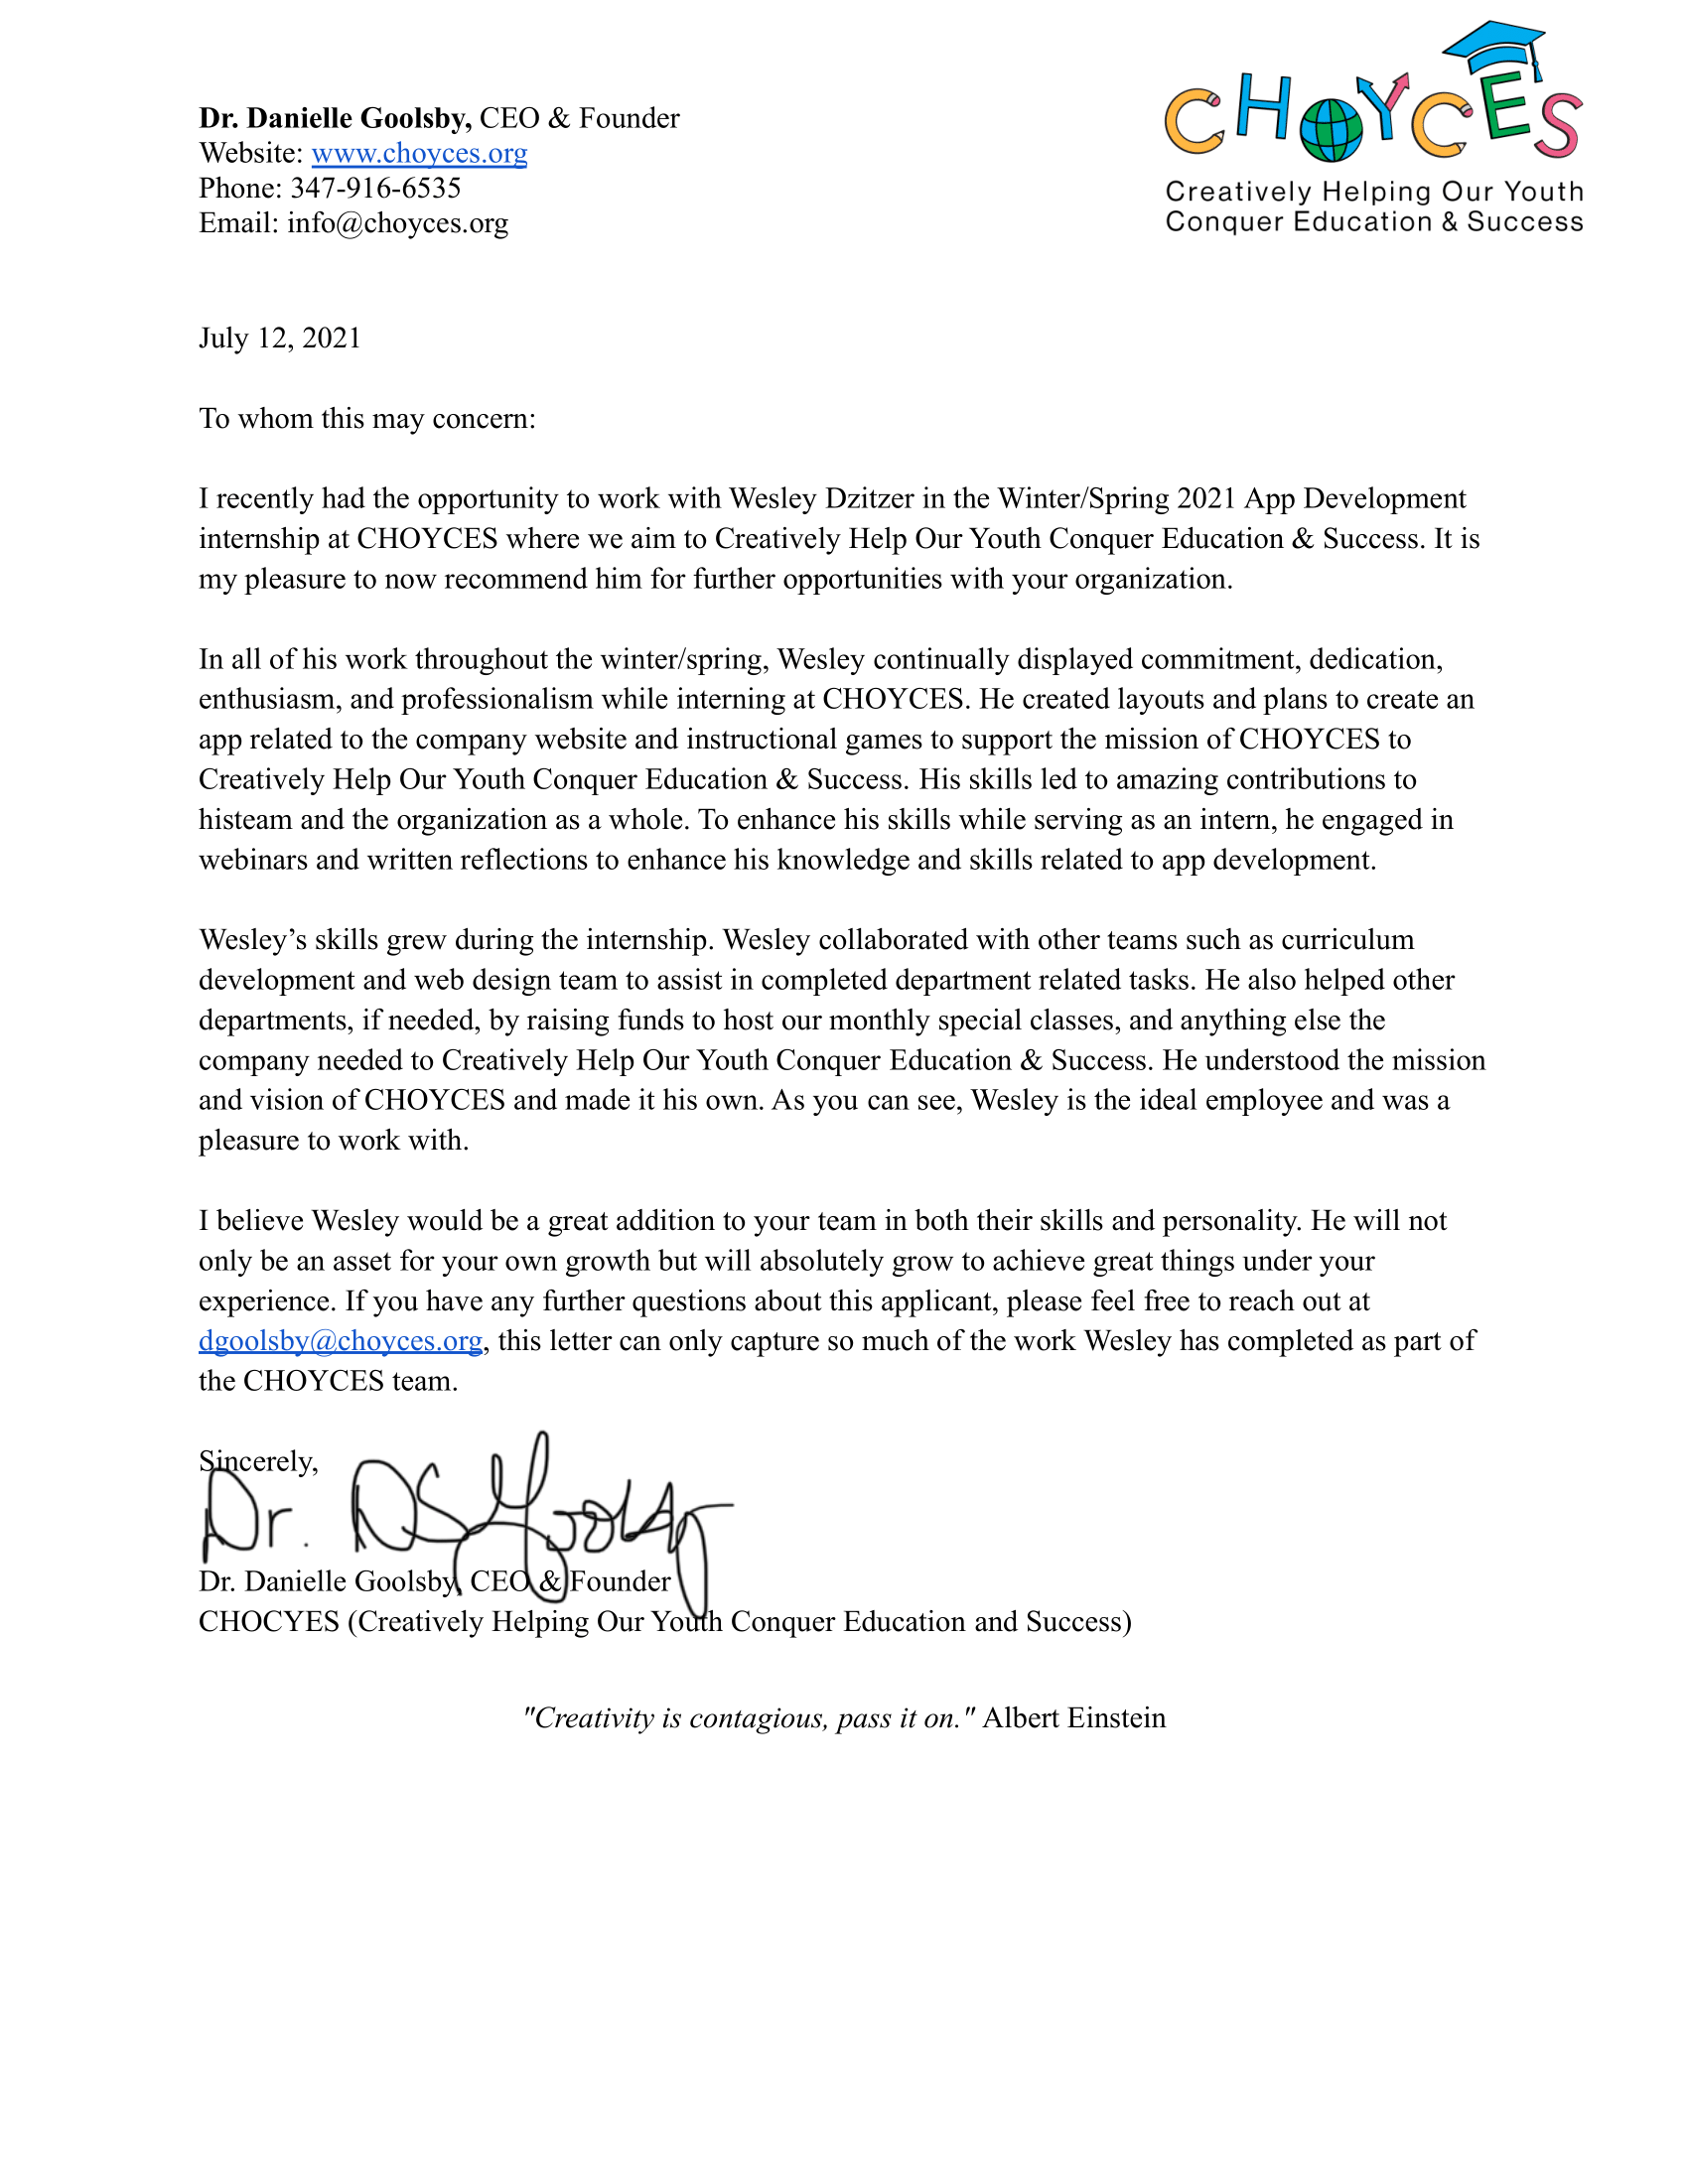 Dr. Danielle Goolsby, CEO & Founder
Website: www.choyces.org
Phone: 347-916-6535
Email: info@choyces.org
CHOYCES
Creatively Helping Our Youth
Conquer Education & Success
July 12, 2021
To whom this may concern:
I recently had the opportunity to work with Wesley Dzitzer in the Winter/Spring 2021 App Development
internship at CHOYCES where we aim to Creatively Help Our Youth Conquer Education & Success. It is
my pleasure to now recommend him for further opportunities with your organization.
In all of his work throughout the winter/spring, Wesley continually displayed commitment, dedication,
enthusiasm, and professionalism while interning at CHOYCES. He created layouts and plans to create an
app related to the company website and instructional games to support the mission of CHOYCES to
Creatively Help Our Youth Conquer Education & Success. His skills led to amazing contributions to
histeam and the organization as a whole. To enhance his skills while serving as an intern, he engaged in
webinars and written reflections to enhance his knowledge and skills related to app development.
Wesley’s skills grew during the internship. Wesley collaborated with other teams such as curriculum
development and web design team to assist in completed department related tasks. He also helped other
departments, if needed, by raising funds to host our monthly special classes, and anything else the
company needed to Creatively Help Our Youth Conquer Education & Success. He understood the mission
and vision of CHOYCES and made it his own. As you can see, Wesley is the ideal employee and was a
pleasure to work with.
I believe Wesley would be a great addition to your team in both their skills and personality. He will not
only be an asset for your own growth but will absolutely grow to achieve great things under your
experience. If you have any further questions about this applicant, please feel free to reach out at
dgoolsby@choyces.org, this letter can only capture so much of the work Wesley has completed as part of
the CHOYCES team.
Sincerely,
Dr. DS Goolsby
Dr. Danielle Goolsby, CEO & Founder
CHOCYES (Creatively Helping Our Youth Conquer Education and Success)
"Creativity is contagious, pass it on." Albert Einstein